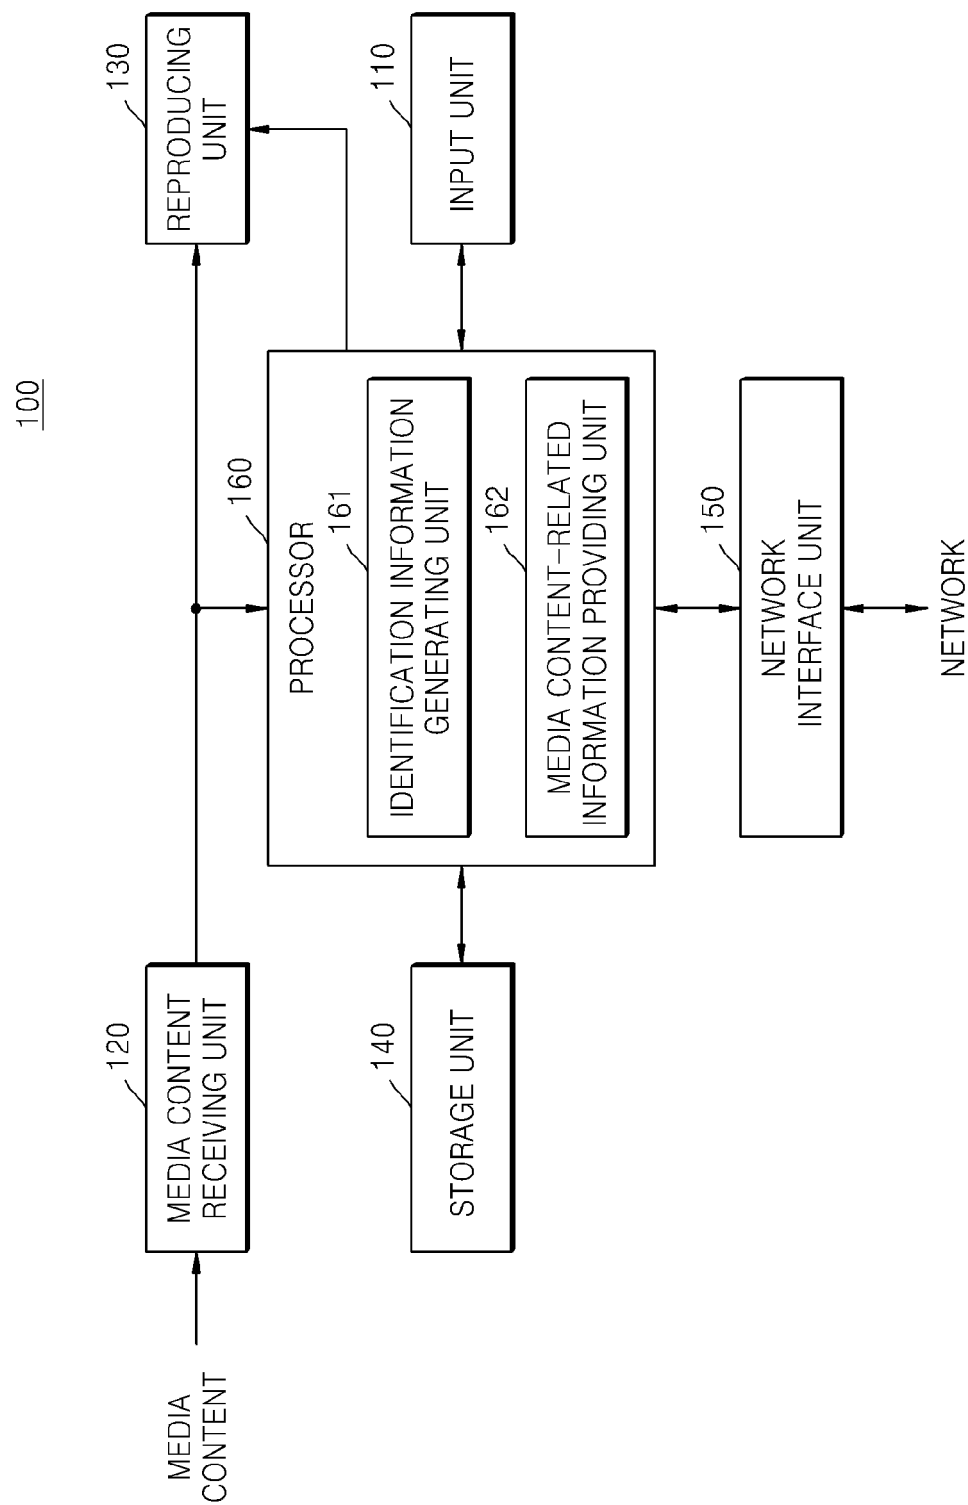 100
MEDIA
CONTENT
120
MEDIA CONTENT
RECEIVING UNIT
130
REPRODUCING
UNIT
160
PROCESSOR
161
IDENTIFICATION INFORMATION
GENERATING UNIT
162
MEDIA CONTENT-RELATED
INFORMATION PROVIDING UNIT
140
STORAGE UNIT
110
INPUT UNIT
150
NETWORK
INTERFACE UNIT
NETWORK